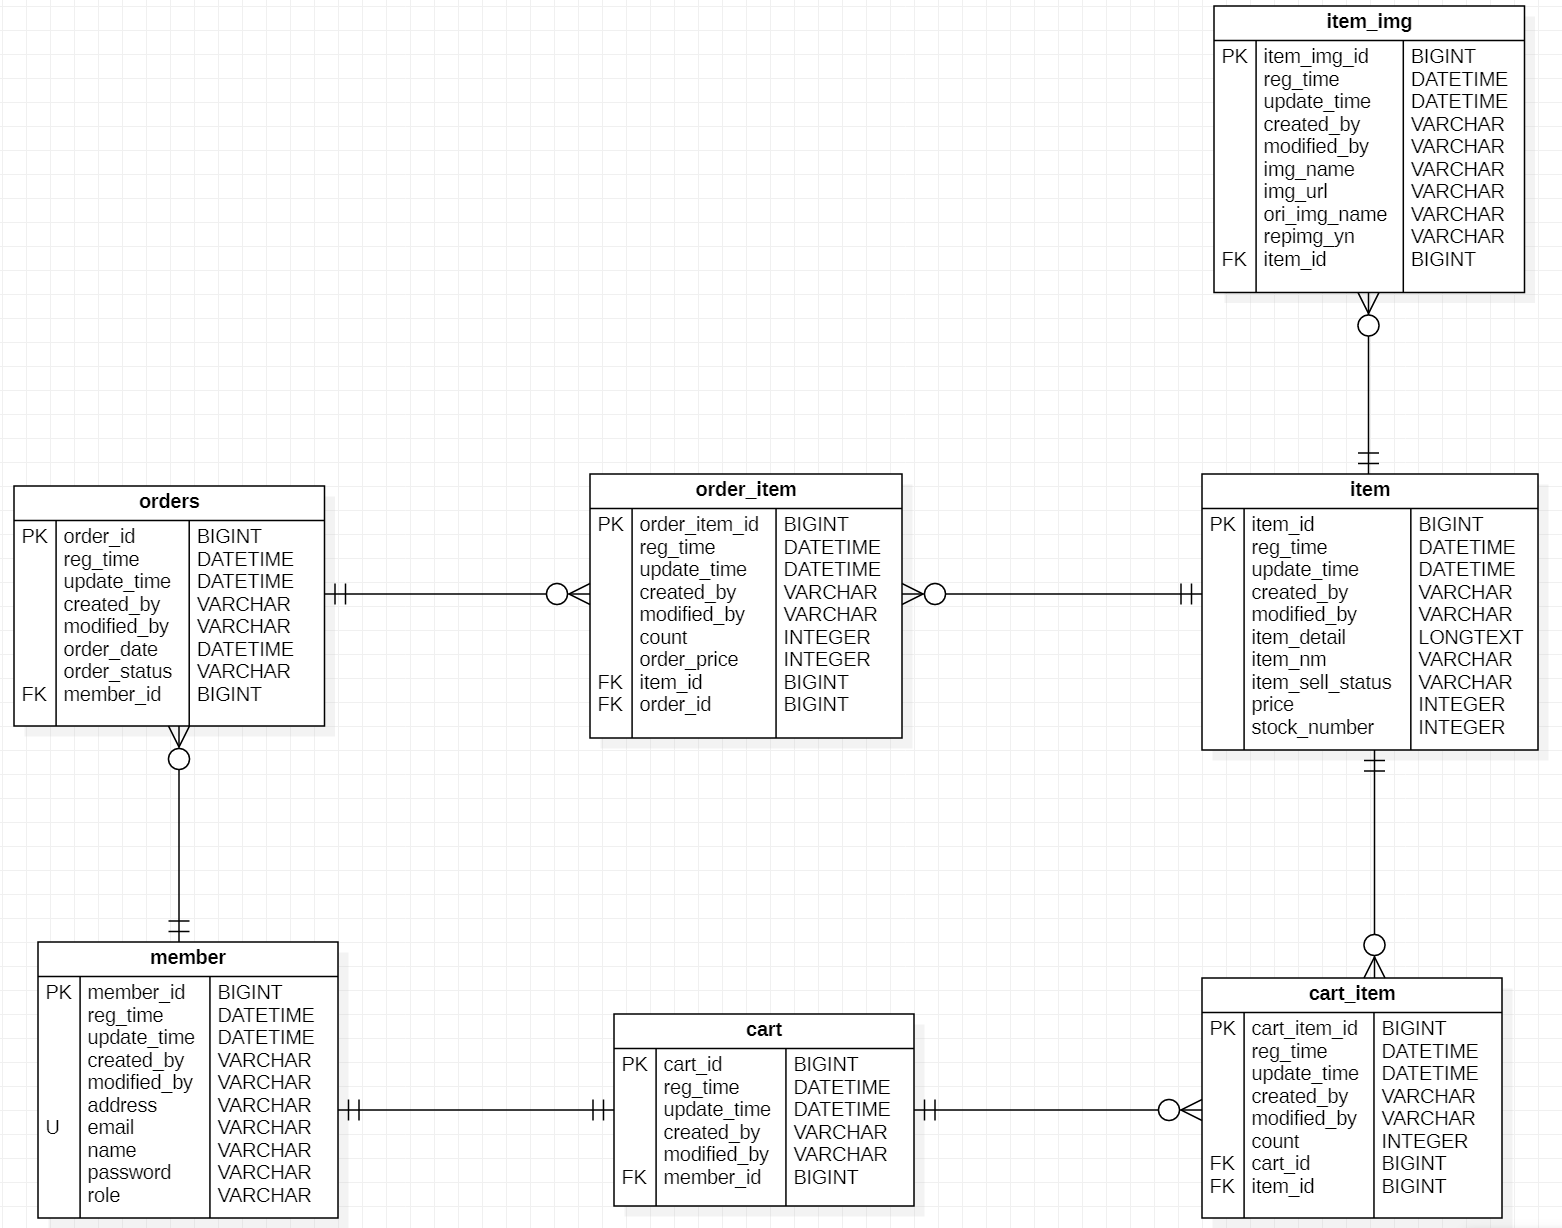 item_img
PK item_img_id BIGINT
reg_time DATETIME
update_time DATETIME
created_by VARCHAR
modified_by VARCHAR
img_name VARCHAR
img_url VARCHAR
ori_img_name VARCHAR
repimg_yn VARCHAR
FK item_id BIGINT
orders
PK order_id BIGINT
reg_time DATETIME
update_time DATETIME
created_by VARCHAR
modified_by VARCHAR
order_date DATETIME
order_status VARCHAR
FK member_id BIGINT
order_item
PK order_item_id BIGINT
reg_time DATETIME
update_time DATETIME
created_by VARCHAR
modified_by VARCHAR
count INTEGER
order_price INTEGER
FK item_id BIGINT
FK order_id BIGINT
item
PK item_id BIGINT
reg_time DATETIME
update_time DATETIME
created_by VARCHAR
modified_by VARCHAR
item_detail LONGTEXT
item_nm VARCHAR
item_sell_status VARCHAR
price INTEGER
stock_number INTEGER
member
PK member_id BIGINT
reg_time DATETIME
update_time DATETIME
created_by VARCHAR
modified_by VARCHAR
address VARCHAR
U email VARCHAR
name VARCHAR
password VARCHAR
role VARCHAR
cart
PK cart_id BIGINT
reg_time DATETIME
update_time DATETIME
created_by VARCHAR
modified_by VARCHAR
FK member_id BIGINT
cart_item
PK cart_item_id BIGINT
reg_time DATETIME
update_time DATETIME
created_by VARCHAR
modified_by VARCHAR
count INTEGER
FK cart_id BIGINT
FK item_id BIGINT